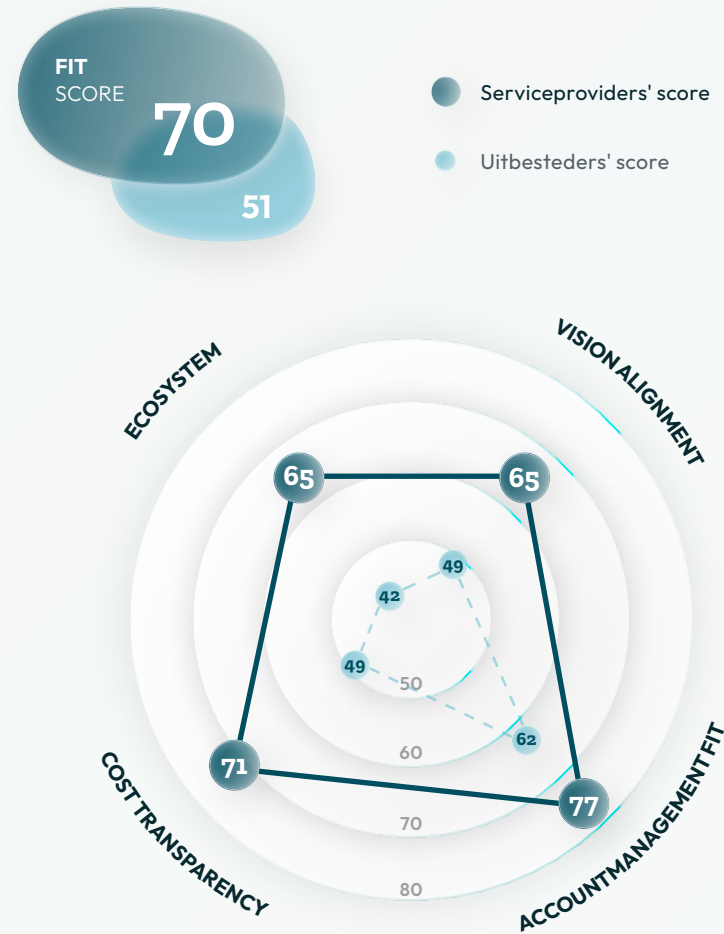 FIT
SCORE
70
51
Serviceproviders' score
Uitbesteders' score
ECOSYSTEM
VISION ALIGNMENT
65
65
49
42
49
50
62
60
71
77
70
80
COST TRANSPARENCY
ACCOUNTMANAGEMENT FIT